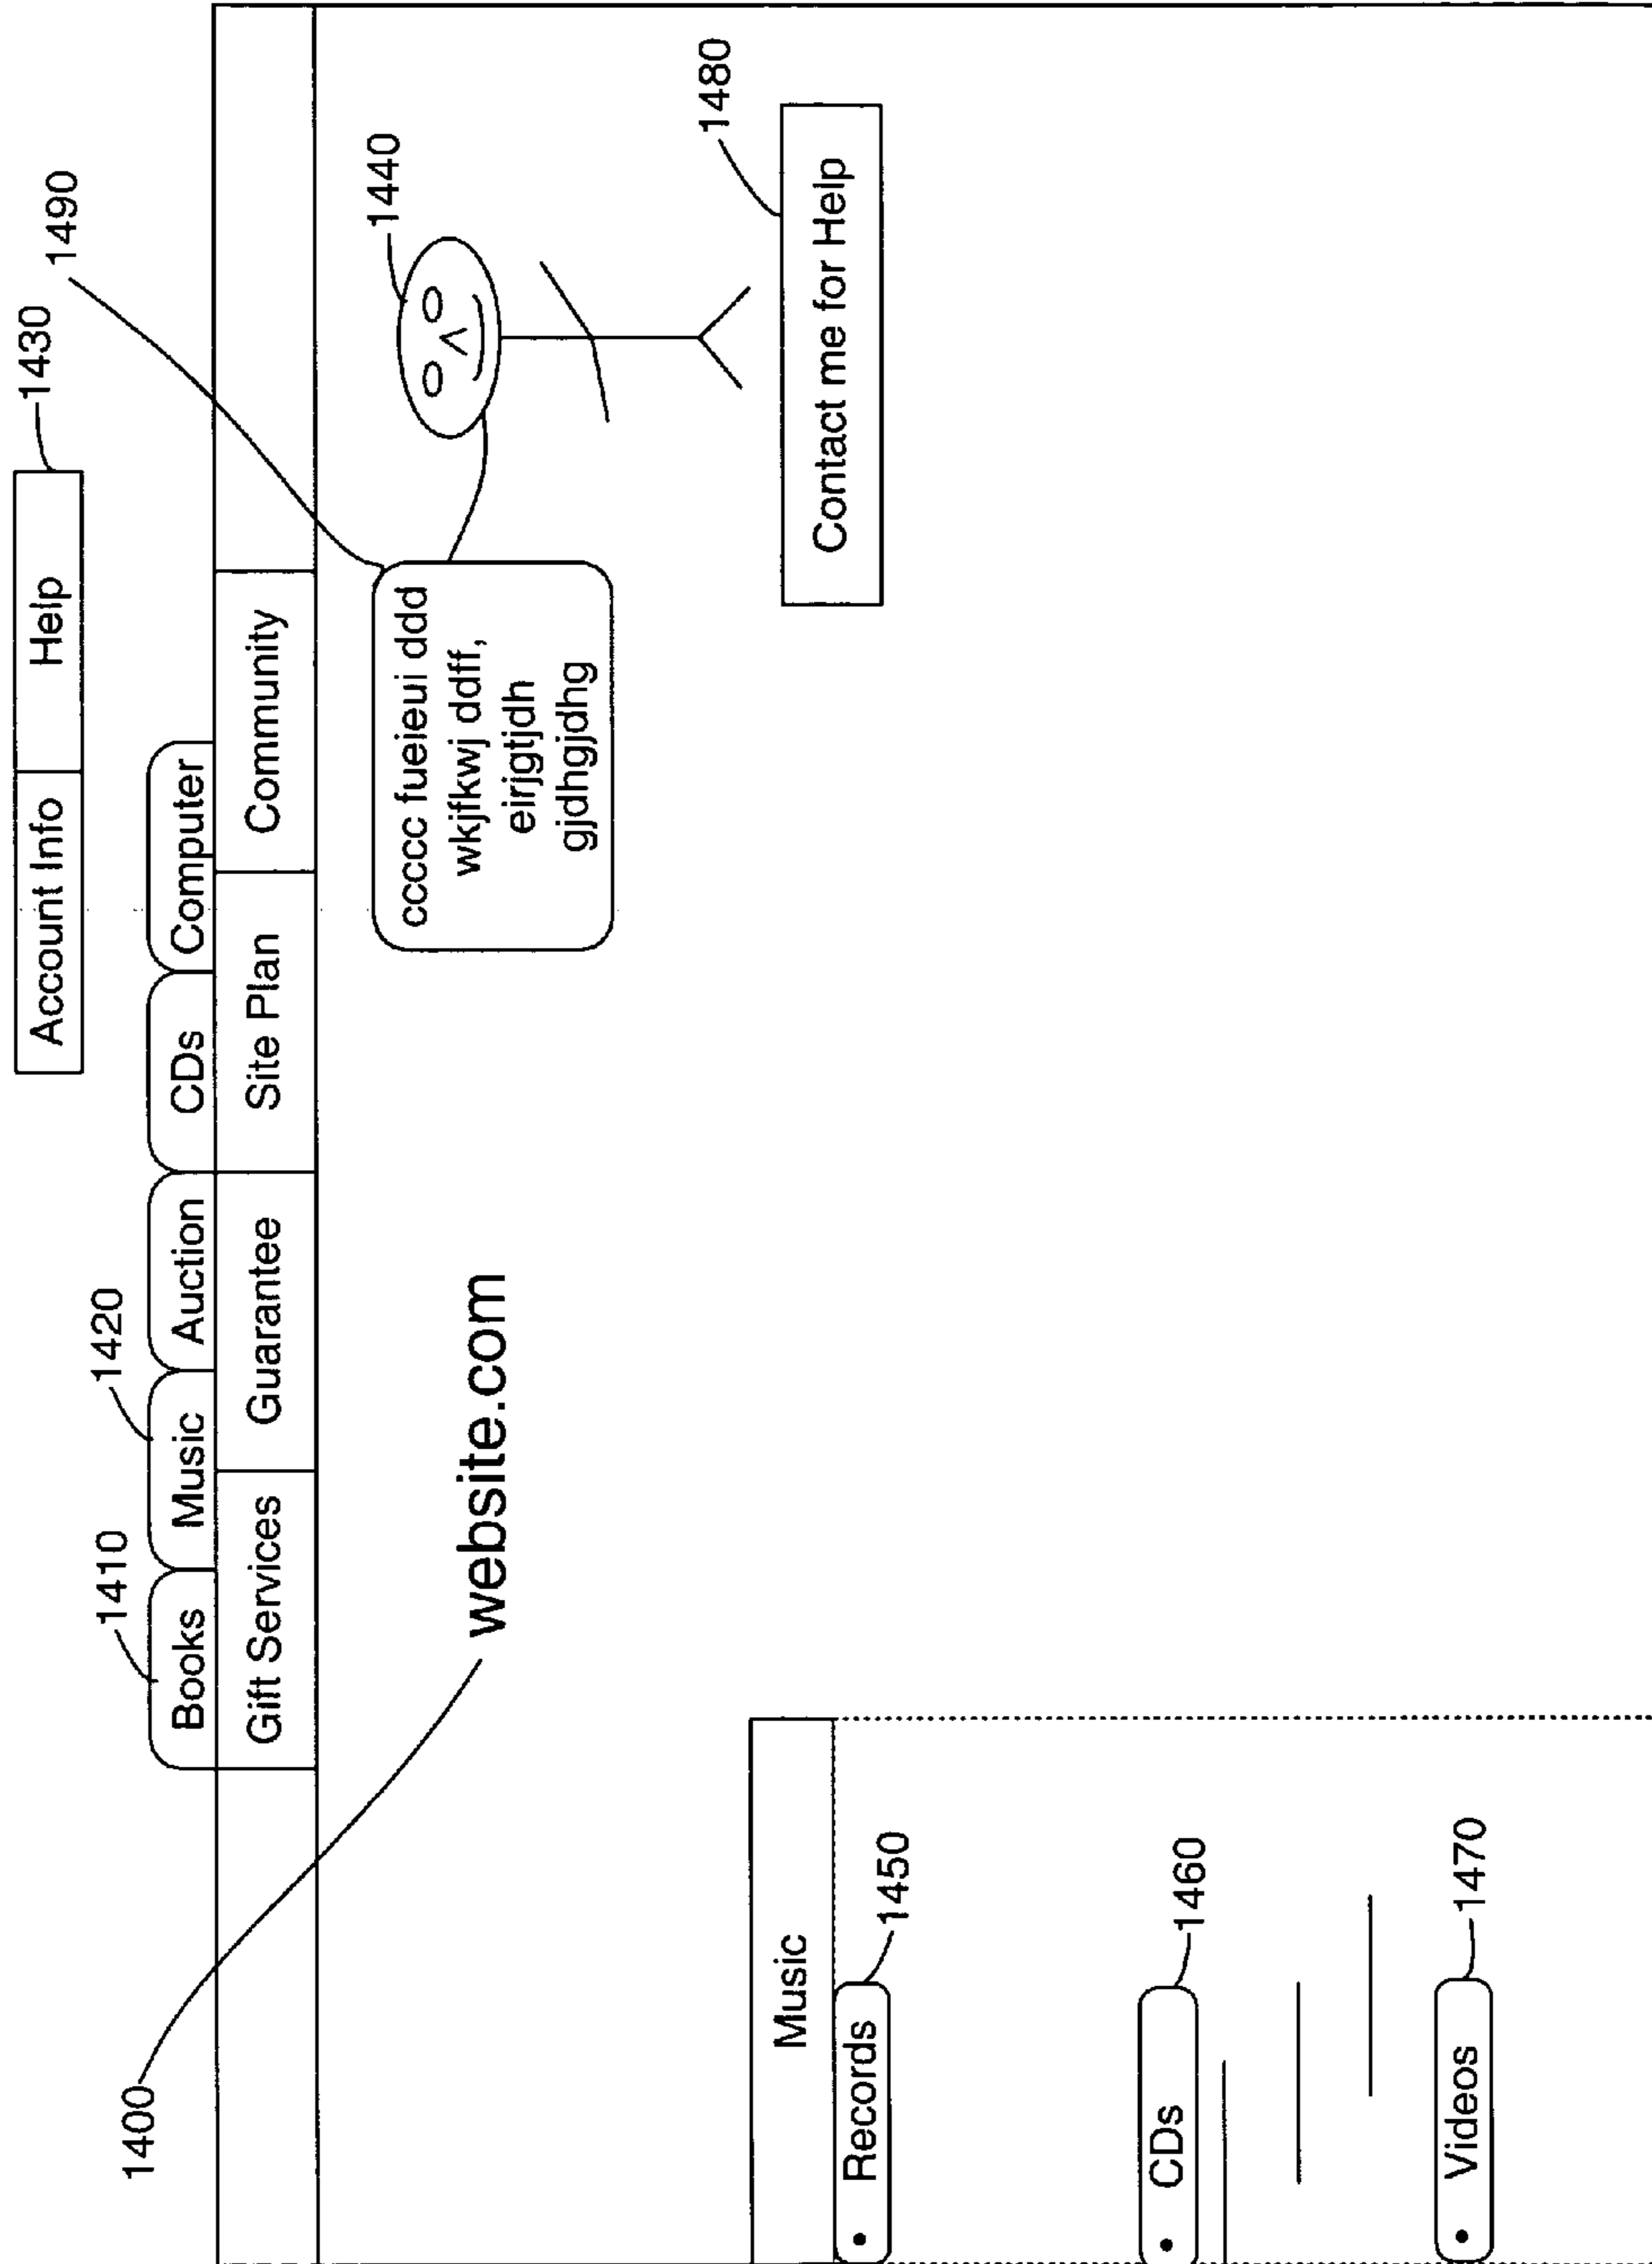 1430
Account Info Help
1490
1410 1420
Books Music Auction CDs Computer
Gift Services Guarantee Site Plan Community
1400
1440
website.com
ccccc fueieui ddd
wkjfkwj ddff,
eirjgtjdh
gjdhgjdhg
1480
Contact me for Help
Music
• Records
1450
• CDs
1460
• Videos
1470